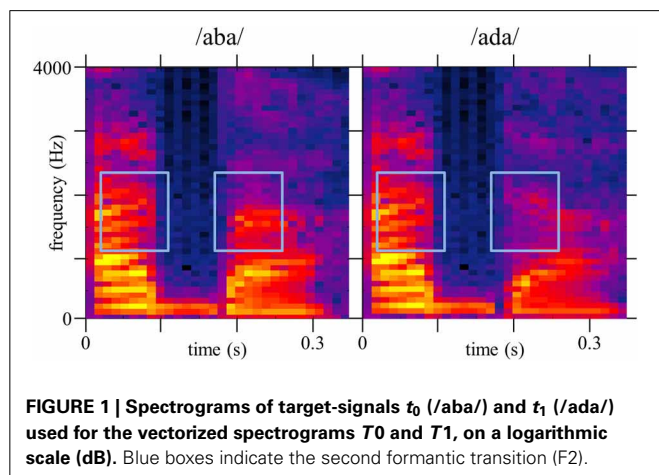 /aba/ /ada/
4000
frequency (Hz)
0
0 time (s) 0.3 0 time (s) 0.3
FIGURE 1 | Spectrograms of target-signals t₀ (/aba/) and t₁ (/ada/)
used for the vectorized spectrograms T0 and T1, on a logarithmic
scale (dB). Blue boxes indicate the second formantic transition (F2).